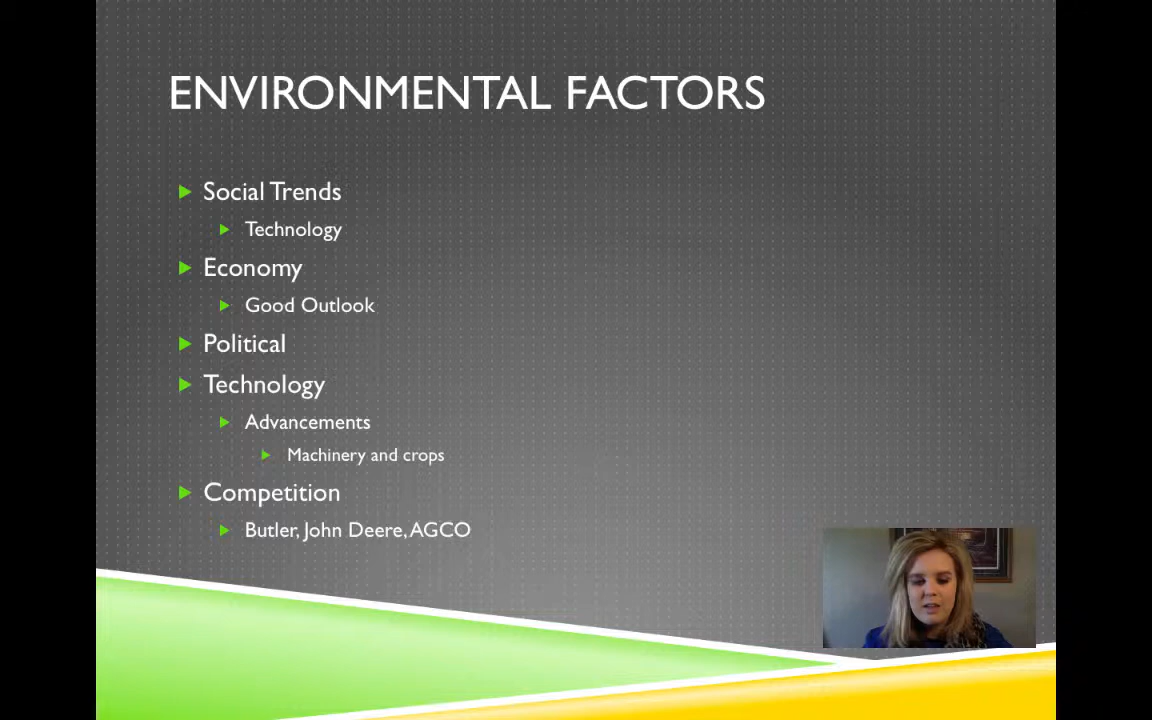 ENVIRONMENTAL FACTORS
Social Trends
Technology
Economy
Good Outlook
Political
Technology
Advancements
Machinery and crops
Competition
Butler, John Deere, AGCO